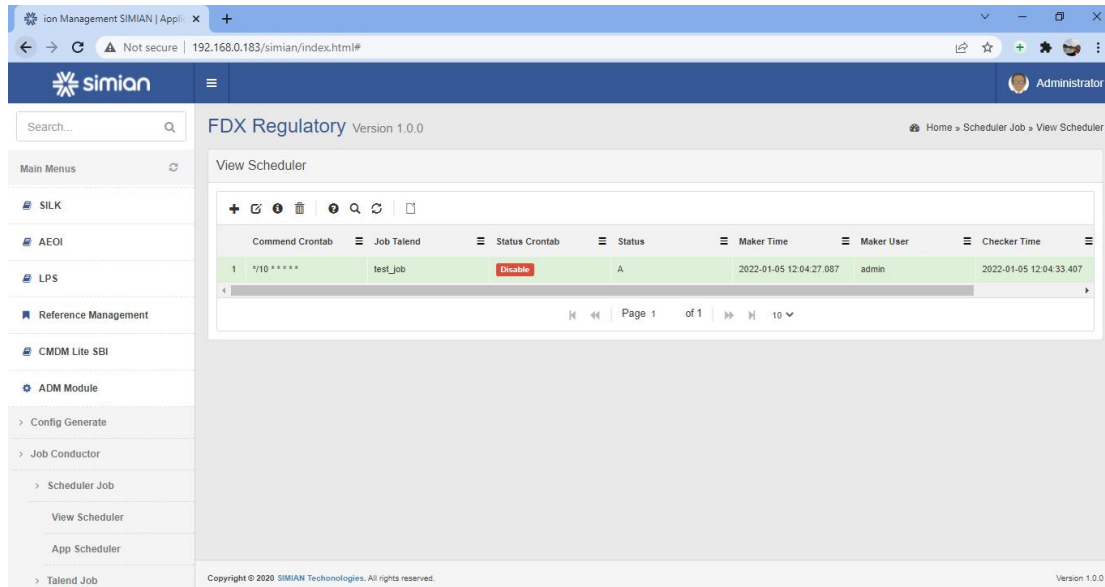 ion Management SIMIAN | Applic
Not secure | 192.168.0.183/simian/index.html#
simian
Administrator
Search...
FDX Regulatory Version 1.0.0
Home » Scheduler Job » View Scheduler
Main Menus
View Scheduler
SILK
AEOI
LPS
Reference Management
CMDM Lite SBI
ADM Module
> Config Generate
> Job Conductor
> Scheduler Job
View Scheduler
App Scheduler
> Talend Job
Commend Crontab Job Talend Status Crontab Status Maker Time Maker User Checker Time
1 */10 * * * * * test_job Disable A 2022-01-05 12:04:27.087 admin 2022-01-05 12:04:33.407
Page 1 of 1 10
Copyright © 2020 SIMIAN Techonologies. All rights reserved.
Version 1.0.0